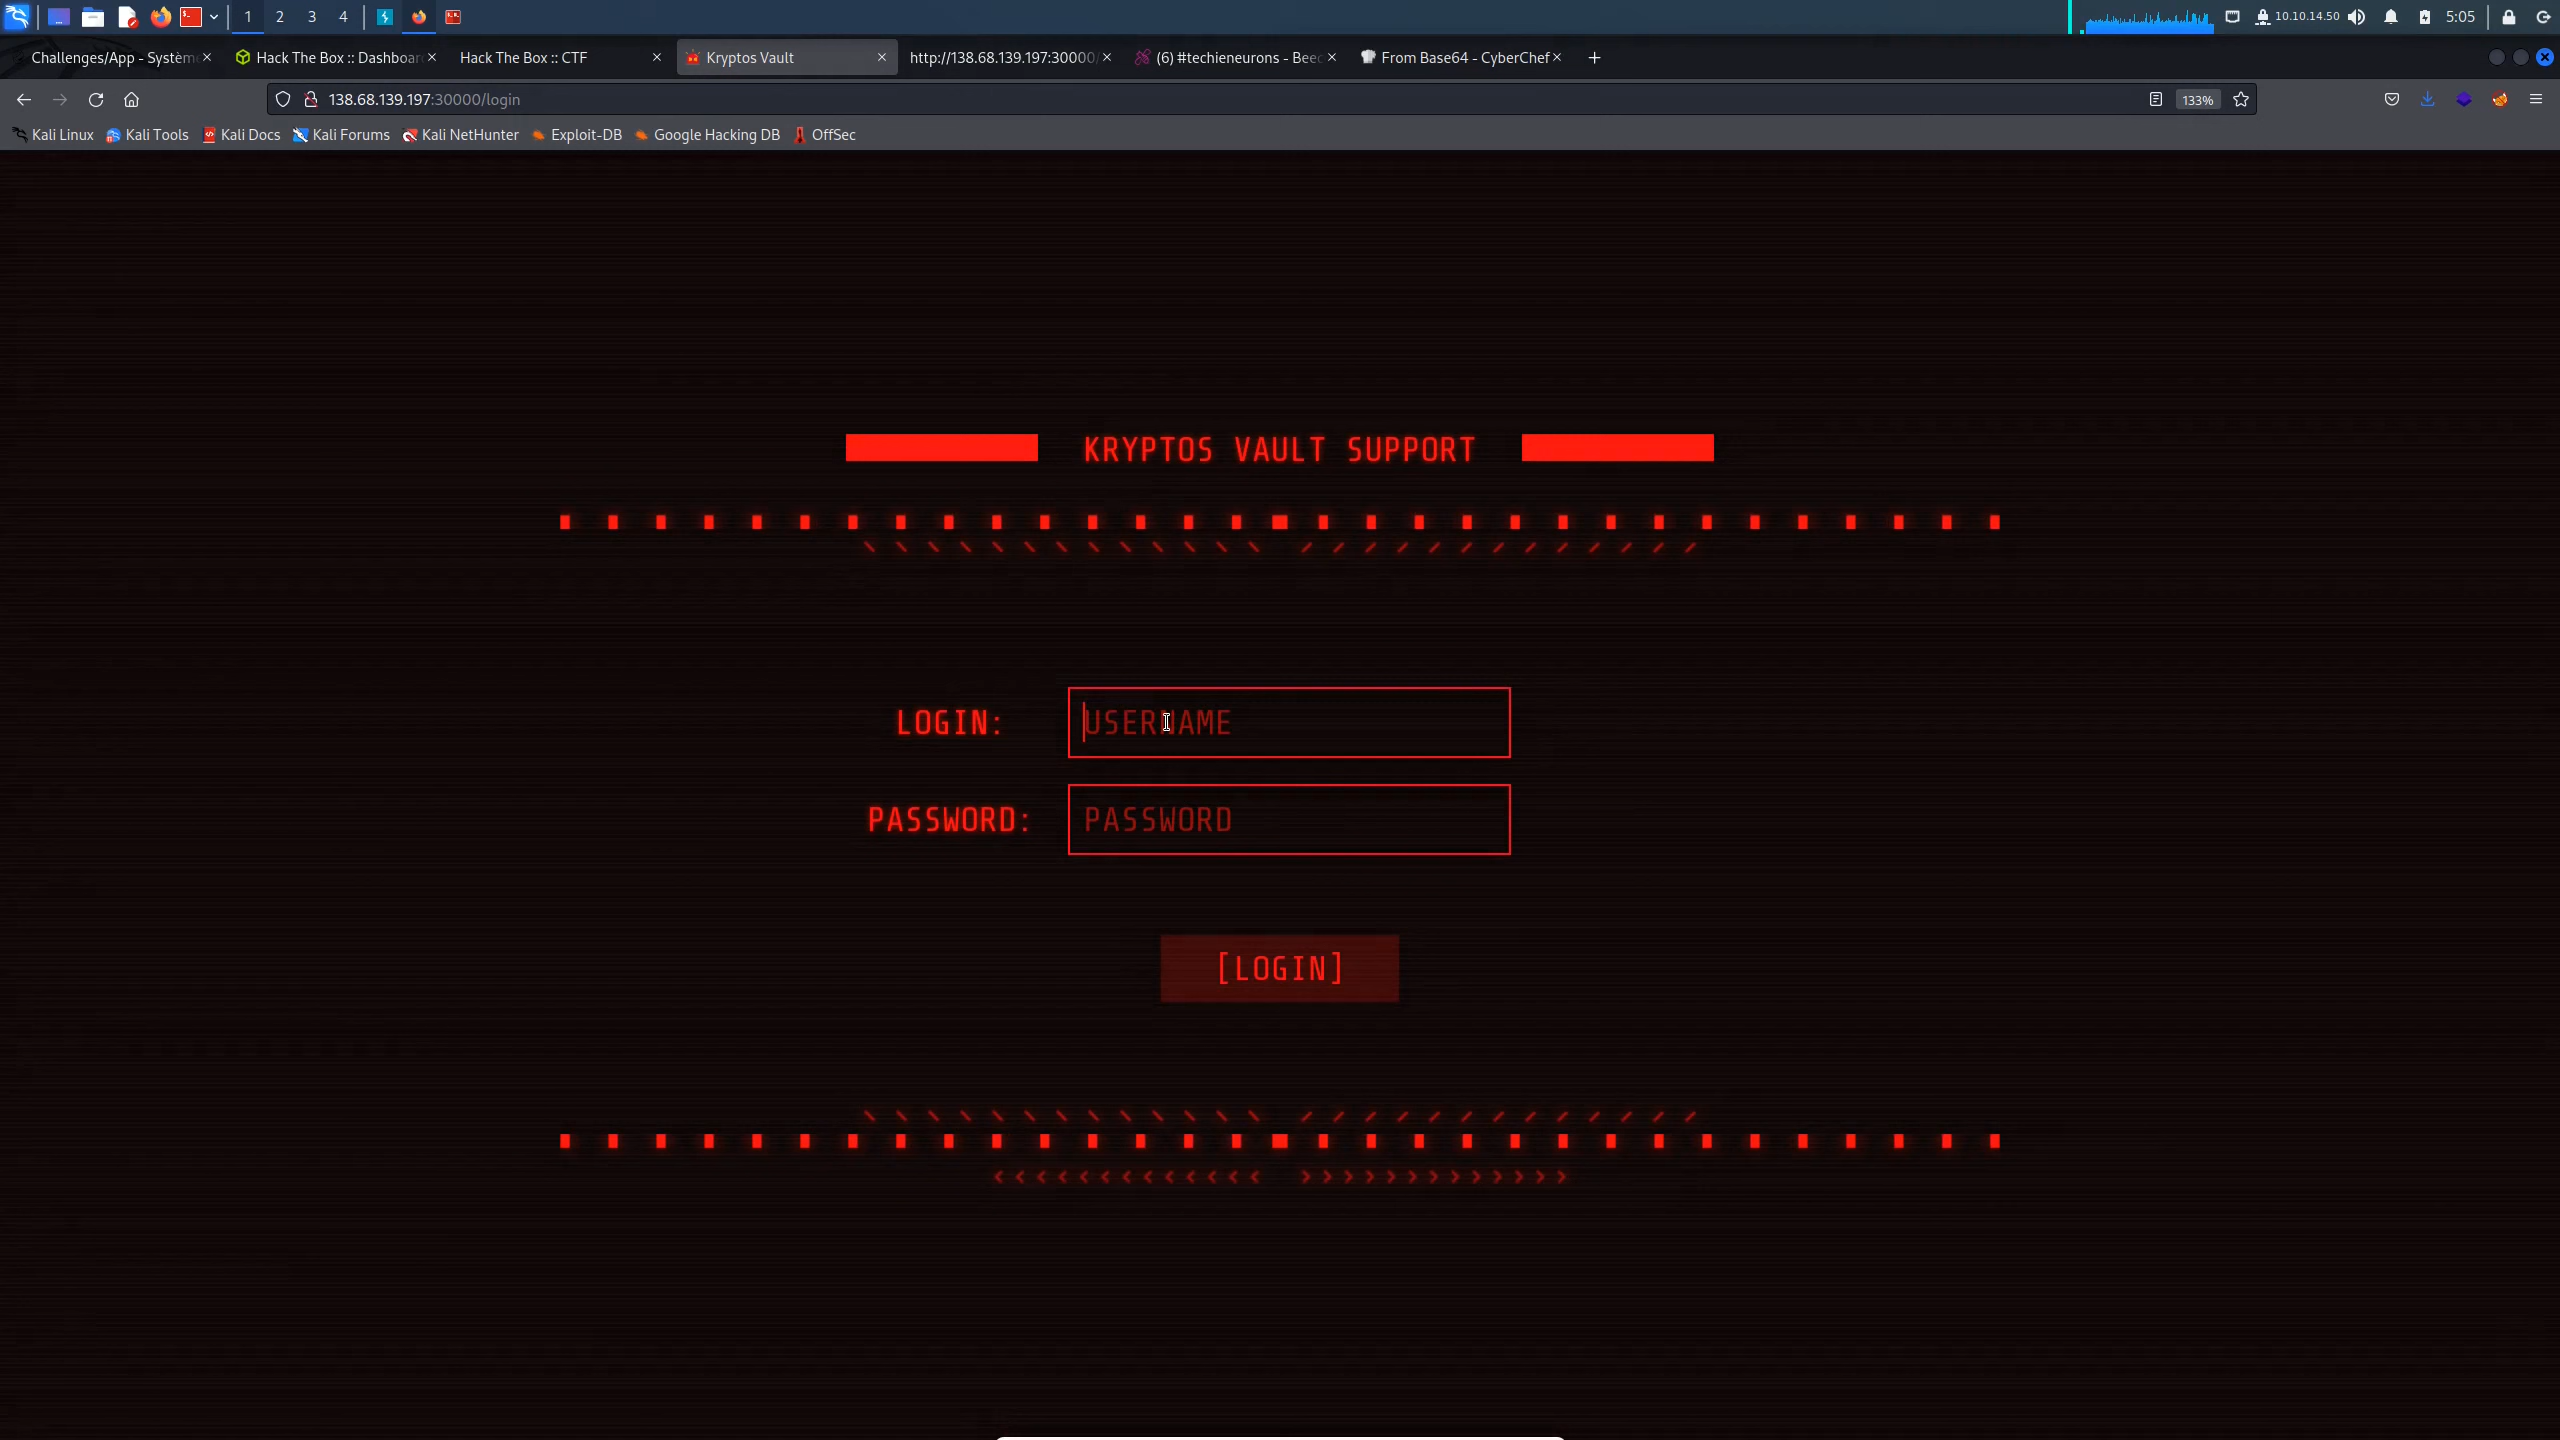 1 2 3 4 10.10.14.50 5:05
Challenges/App - Système Hack The Box :: Dashboar Hack The Box :: CTF Kryptos Vault http://138.68.139.197:30000/ (6) #techieneurons - Bee From Base64 - CyberChef
138.68.139.197:30000/login 133%
Kali Linux Kali Tools Kali Docs Kali Forums Kali NetHunter Exploit-DB Google Hacking DB OffSec
KRYPTOS VAULT SUPPORT
LOGIN: USERNAME
PASSWORD: PASSWORD
[LOGIN]